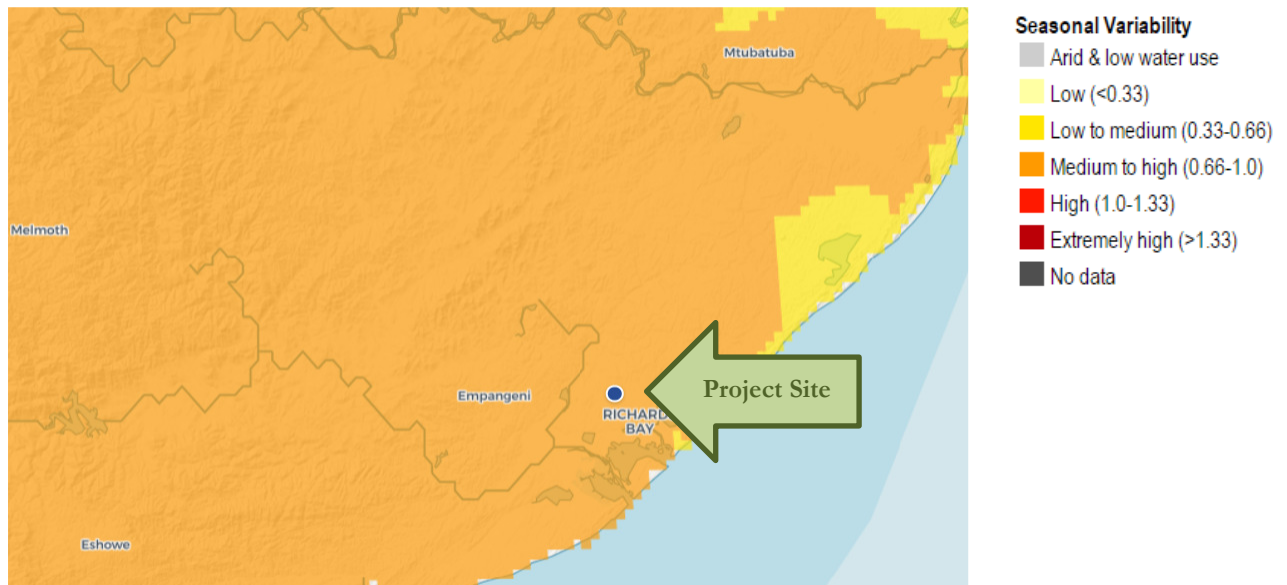 Mtubatuba
Melmoth
Empangeni
RICHARD
BAY
Eshowe
Project Site
Seasonal Variability
Arid & low water use
Low (<0.33)
Low to medium (0.33-0.66)
Medium to high (0.66-1.0)
High (1.0-1.33)
Extremely high (>1.33)
No data